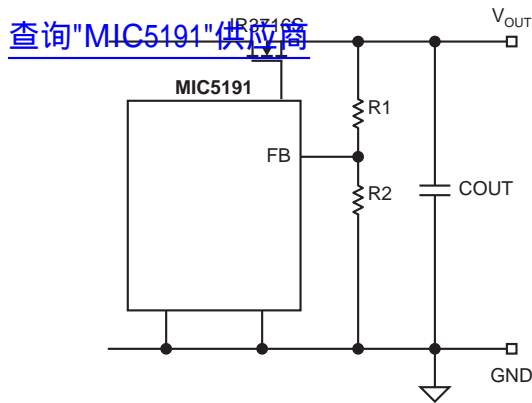 V_OUT
查询"MIC5191"供应商
MIC5191
R1
FB
R2
COUT
GND